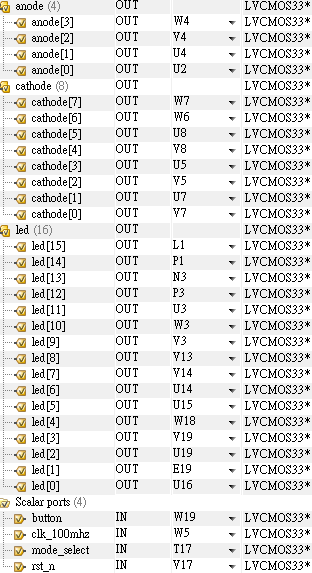 anode (4) OUT LVCMOS33*
anode[3] OUT W4 LVCMOS33*
anode[2] OUT V4 LVCMOS33*
anode[1] OUT U4 LVCMOS33*
anode[0] OUT U2 LVCMOS33*
cathode (8) OUT LVCMOS33*
cathode[7] OUT W7 LVCMOS33*
cathode[6] OUT W6 LVCMOS33*
cathode[5] OUT U8 LVCMOS33*
cathode[4] OUT V8 LVCMOS33*
cathode[3] OUT U5 LVCMOS33*
cathode[2] OUT V5 LVCMOS33*
cathode[1] OUT U7 LVCMOS33*
cathode[0] OUT V7 LVCMOS33*
led (16) OUT LVCMOS33*
led[15] OUT L1 LVCMOS33*
led[14] OUT P1 LVCMOS33*
led[13] OUT N3 LVCMOS33*
led[12] OUT P3 LVCMOS33*
led[11] OUT U3 LVCMOS33*
led[10] OUT W3 LVCMOS33*
led[9] OUT V3 LVCMOS33*
led[8] OUT V13 LVCMOS33*
led[7] OUT V14 LVCMOS33*
led[6] OUT U14 LVCMOS33*
led[5] OUT U15 LVCMOS33*
led[4] OUT W18 LVCMOS33*
led[3] OUT V19 LVCMOS33*
led[2] OUT U19 LVCMOS33*
led[1] OUT E19 LVCMOS33*
led[0] OUT U16 LVCMOS33*
Scalar ports (4)
button IN W19 LVCMOS33*
clk_100mhz IN W5 LVCMOS33*
mode_select IN T17 LVCMOS33*
rst_n IN V17 LVCMOS33*